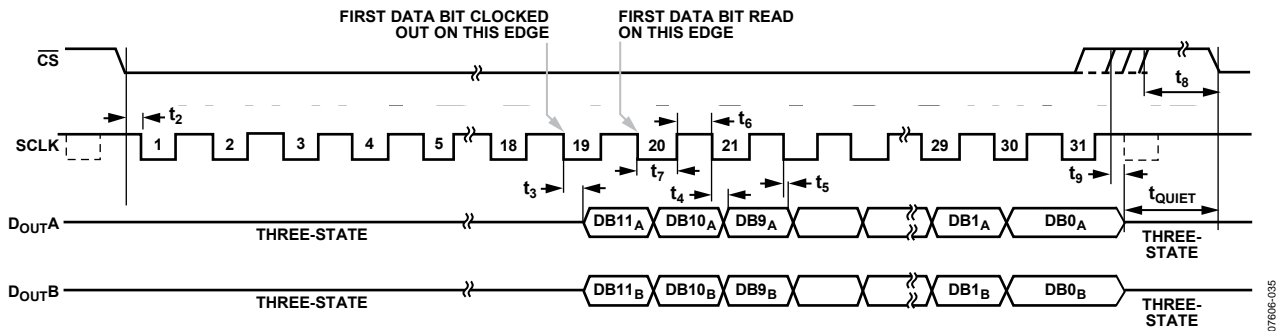 FIRST DATA BIT CLOCKED
OUT ON THIS EDGE
FIRST DATA BIT READ
ON THIS EDGE
CS
t8
t2
t6
SCLK
1
2
3
4
5
18
19
20
21
29
30
31
t3
t7
t4
t5
t9
tQUIET
DOUTA
THREE-STATE
DB11A
DB10A
DB9A
DB1A
DB0A
THREE-
STATE
DOUTB
THREE-STATE
DB11B
DB10B
DB9B
DB1B
DB0B
THREE-
STATE
07606-035